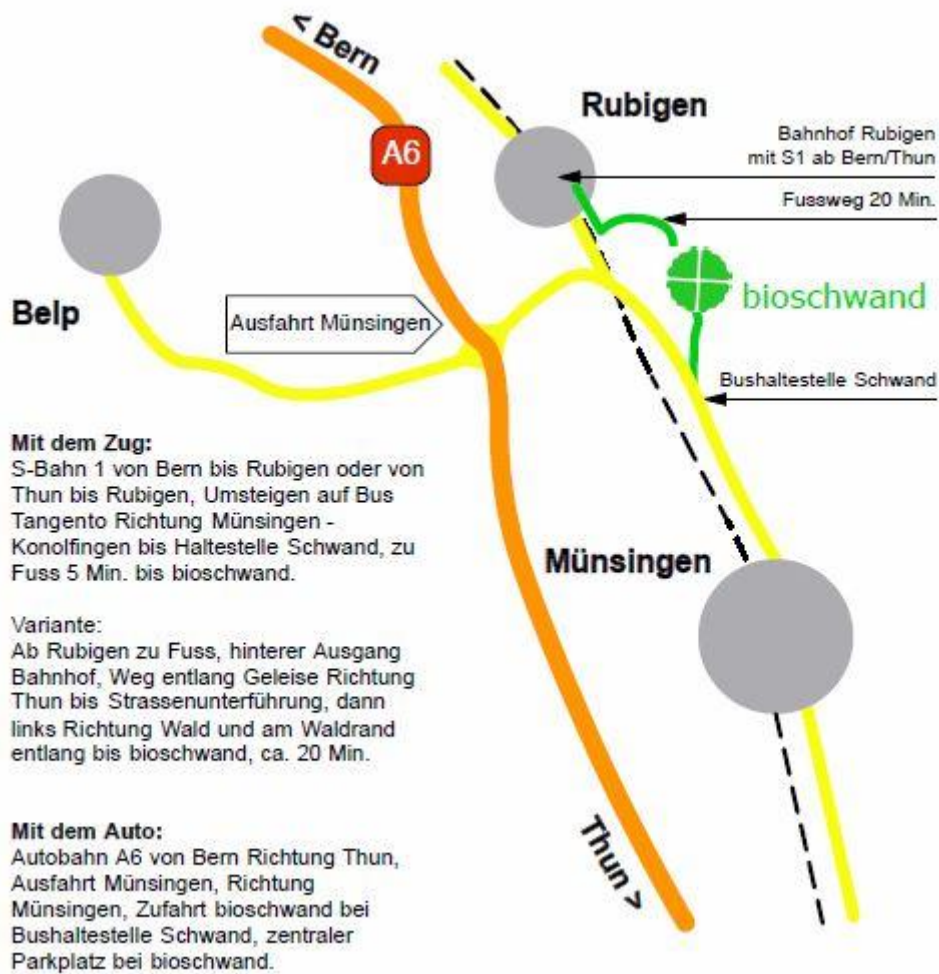 < Bern
A6
Rubigen
Bahnhof Rubigen
mit S1 ab Bern/Thun
Fussweg 20 Min.
bioschwand
Belp
Ausfahrt Münsingen
Bushaltestelle Schwand
Mit dem Zug:
S-Bahn 1 von Bern bis Rubigen oder von
Thun bis Rubigen, Umsteigen auf Bus
Tangento Richtung Münsingen -
Konolfingen bis Haltestelle Schwand, zu
Fuss 5 Min. bis bioschwand.
Münsingen
Variante:
Ab Rubigen zu Fuss, hinterer Ausgang
Bahnhof, Weg entlang Geleise Richtung
Thun bis Strassenunterführung, dann
links Richtung Wald und am Waldrand
entlang bis bioschwand, ca. 20 Min.
Mit dem Auto:
Autobahn A6 von Bern Richtung Thun,
Ausfahrt Münsingen, Richtung
Münsingen, Zufahrt bioschwand bei
Bushaltestelle Schwand, zentraler
Parkplatz bei bioschwand.
Thun >